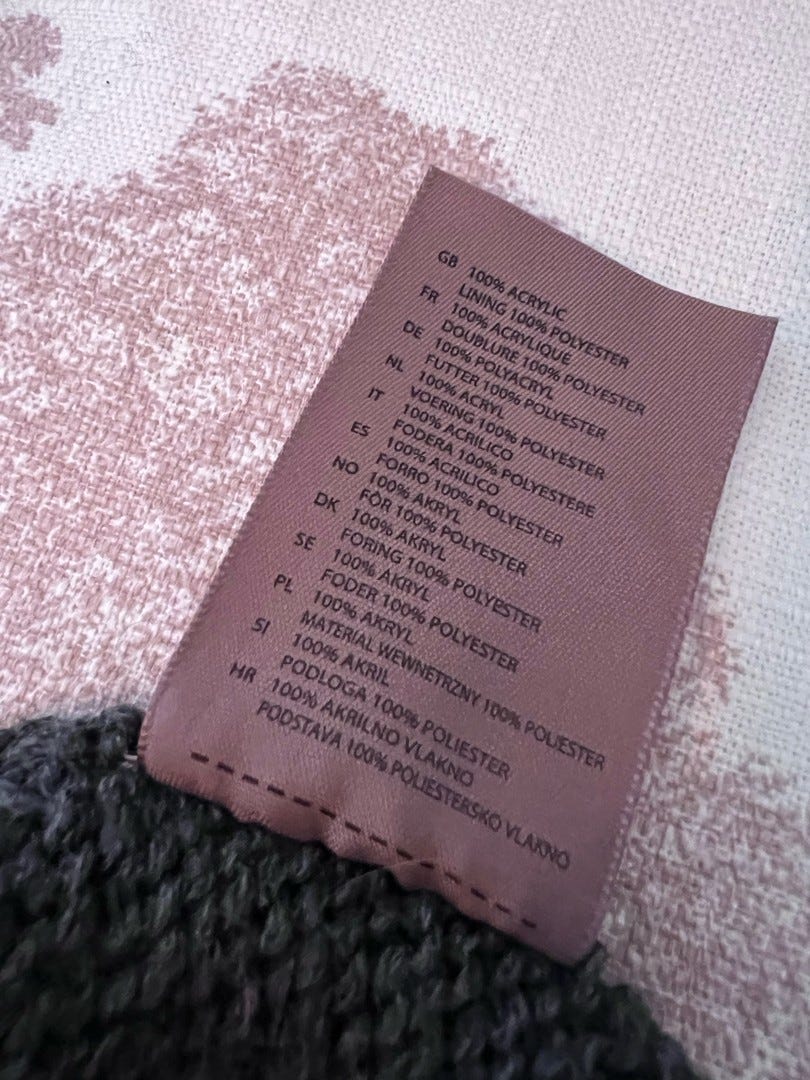 GB 100% ACRYLIC
LINING 100% POLYESTER
FR 100% ACRYLIQUE
DOUBLURE 100% POLYESTER
DE 100% POLYACRYL
FUTTER 100% POLYESTER
NL 100% ACRYL
VOERING 100% POLYESTER
IT 100% ACRILICO
FODERA 100% POLYESTERE
ES 100% ACRILICO
FORRO 100% POLYESTER
NO 100% AKRYL
FÒR 100% POLYESTER
DK 100% AKRYL
FORING 100% POLYESTER
SE 100% AKRYL
FODER 100% POLYESTER
PL 100% AKRYL
MATERIAL WEWNETRZNY 100% POLIESTER
SI 100% AKRIL
PODLOGA 100% POLIESTER
HR 100% AKRILNO VLAKNO
PODSTAVA 100% POLIESTERSKO VLAKNO